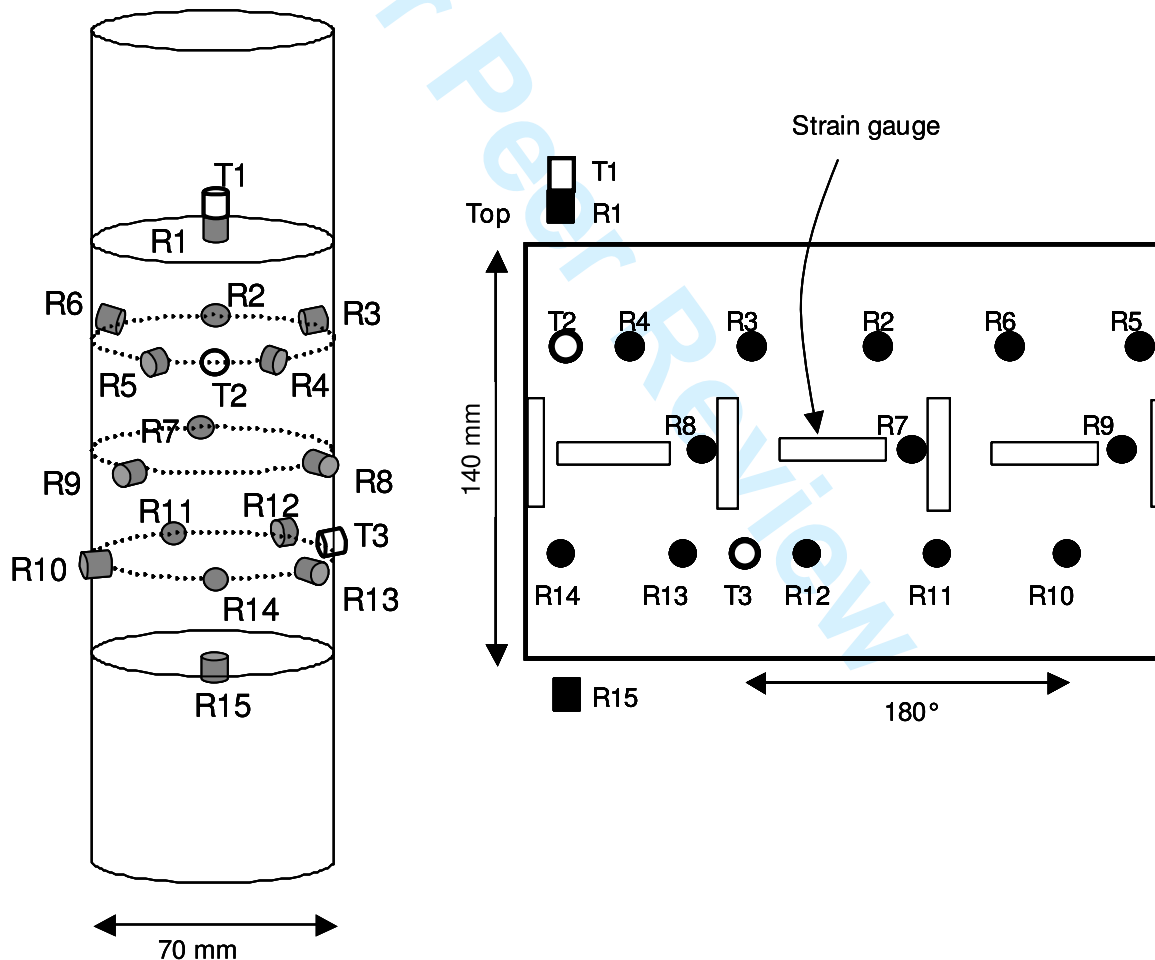 T1
R1
R6
R2
R3
R5
T2
R4
R7
R9
R8
R11
R12
T3
R10
R14
R13
R15
70 mm
Strain gauge
T1
Top
R1
T2
R4
R3
R2
R6
R5
140 mm
R8
R7
R9
R14
R13
T3
R12
R11
R10
R15
180°
r Peer Review